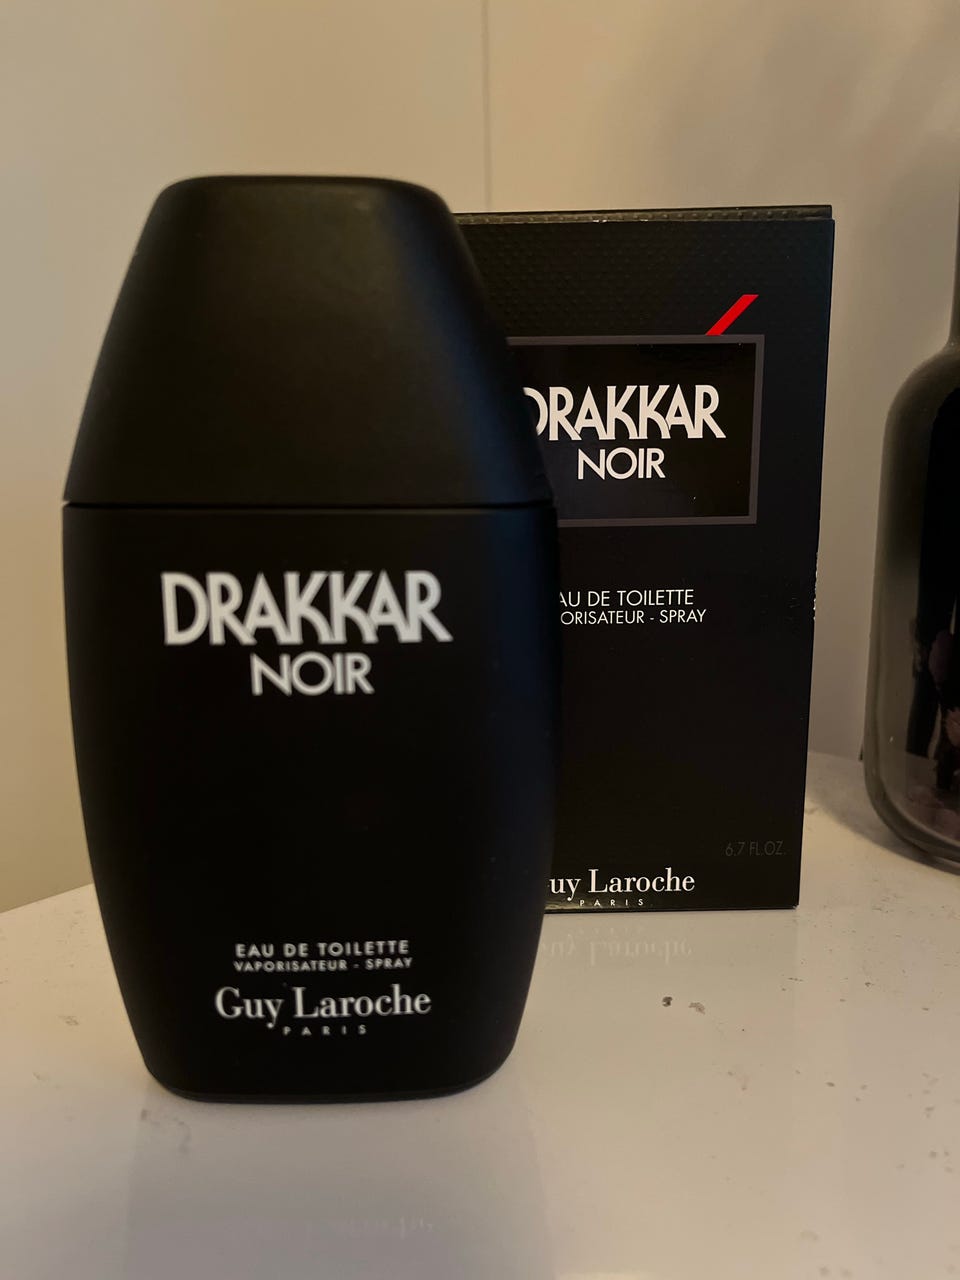 DRAKKAR
NOIR
EAU DE TOILETTE
VAPORISATEUR - SPRAY
Guy Laroche
PARIS
DRAKKAR
NOIR
AU DE TOILETTE
ORISATEUR - SPRAY
6.7 FL.OZ.
uy Laroche
PARIS